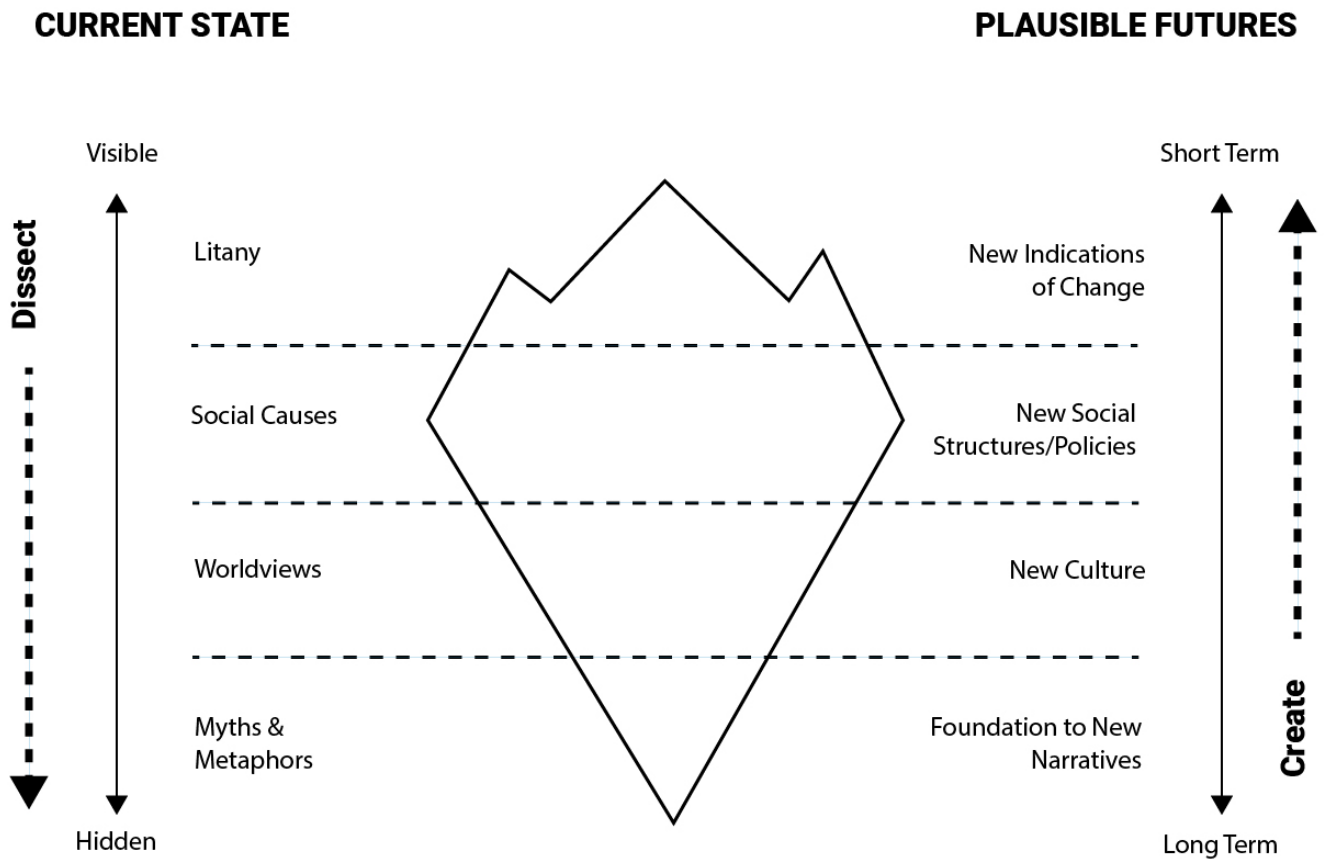 CURRENT STATE
PLAUSIBLE FUTURES
Visible
Short Term
Dissect
Litany
New Indications
of Change
Social Causes
New Social
Structures/Policies
Worldviews
New Culture
Myths &
Metaphors
Foundation to New
Narratives
Create
Hidden
Long Term